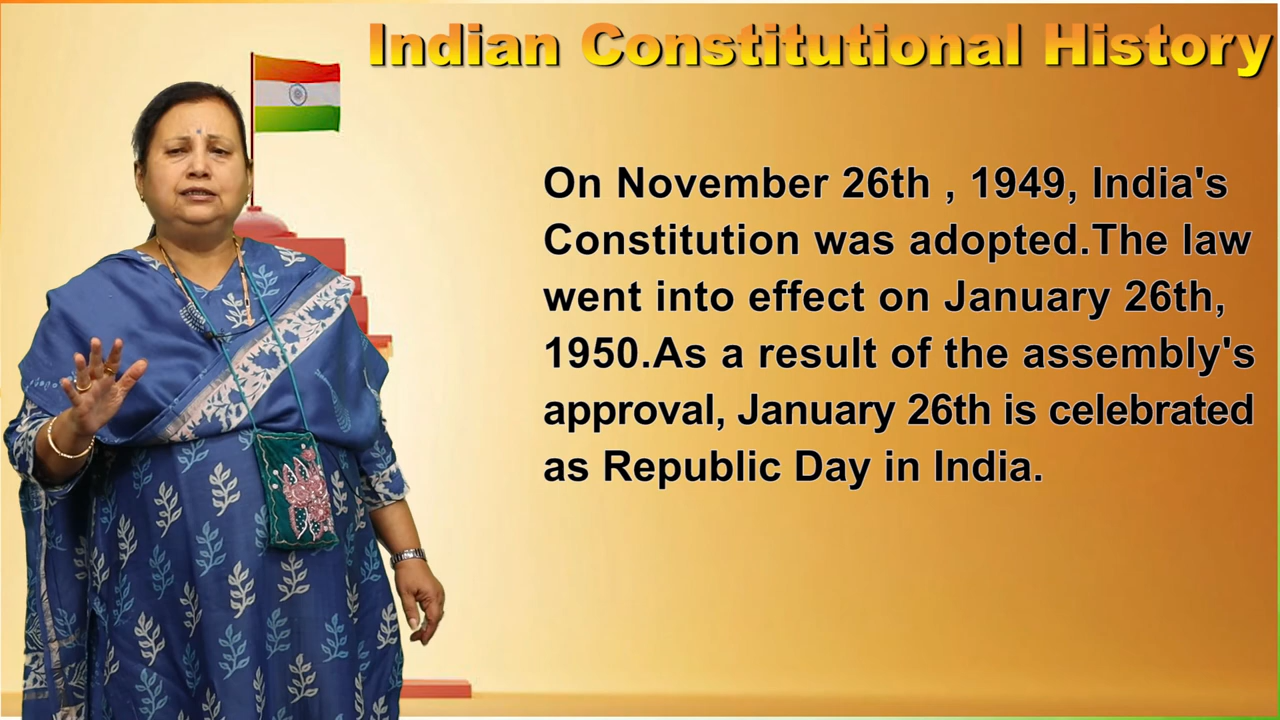 Indian Constitutional History
On November 26th , 1949, India's
Constitution was adopted.The law
went into effect on January 26th,
1950.As a result of the assembly's
approval, January 26th is celebrated
as Republic Day in India.